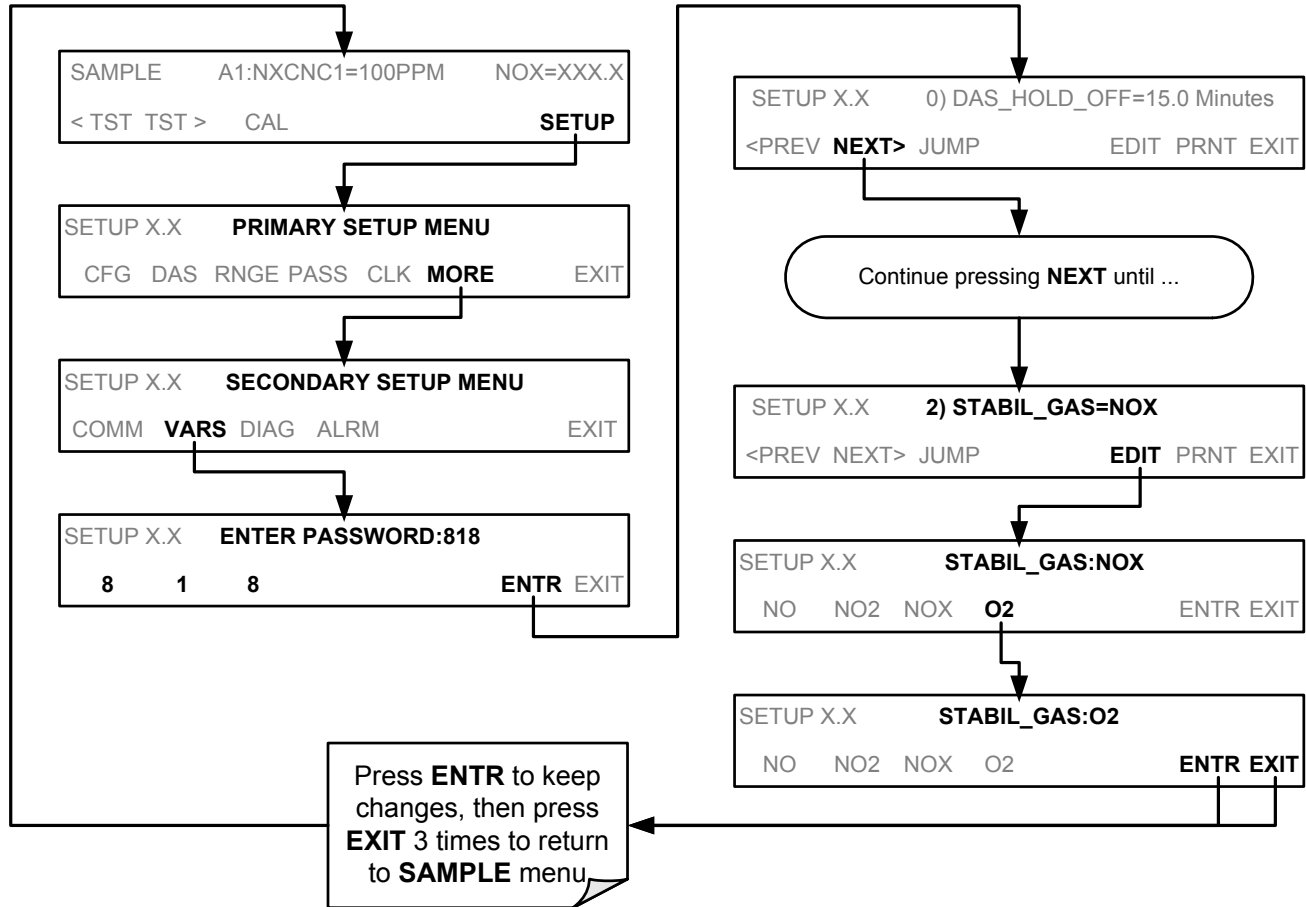 SAMPLE A1:NXCNC1=100PPM NOX=XXX.X
< TST TST > CAL SETUP
SETUP X.X PRIMARY SETUP MENU
CFG DAS RNGE PASS CLK MORE EXIT
SETUP X.X SECONDARY SETUP MENU
COMM VARS DIAG ALRM EXIT
SETUP X.X ENTER PASSWORD:818
8 1 8 ENTR EXIT
SETUP X.X 0) DAS_HOLD_OFF=15.0 Minutes
<PREV NEXT> JUMP EDIT PRNT EXIT
Continue pressing NEXT until ...
SETUP X.X 2) STABIL_GAS=NOX
<PREV NEXT> JUMP EDIT PRNT EXIT
SETUP X.X STABIL_GAS:NOX
NO NO2 NOX O2 ENTR EXIT
SETUP X.X STABIL_GAS:O2
NO NO2 NOX O2 ENTR EXIT
Press ENTR to keep
changes, then press
EXIT 3 times to return
to SAMPLE menu